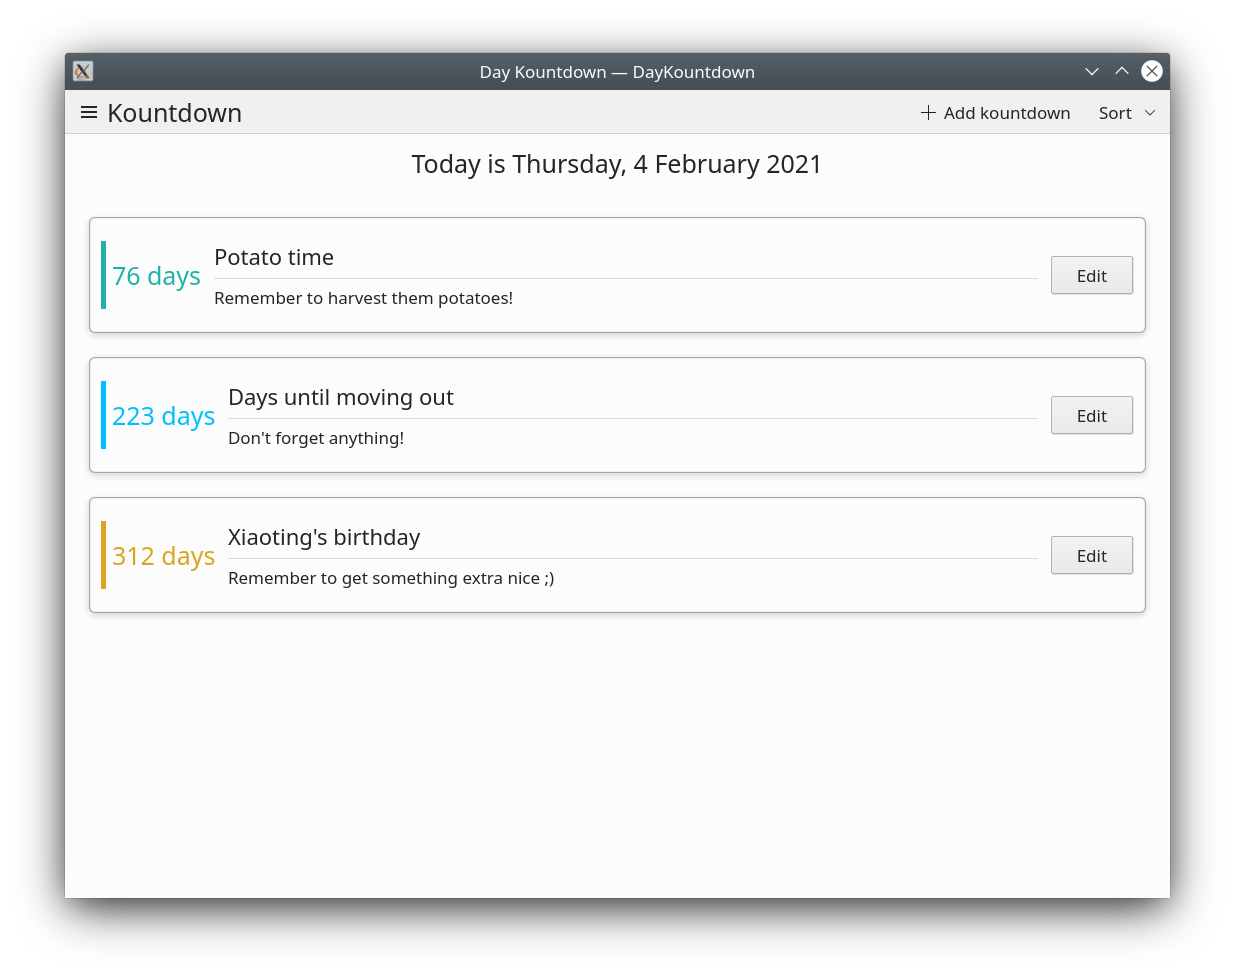 Day Kountdown — DayKountdown
Kountdown
Add kountdown
Sort
Today is Thursday, 4 February 2021
76 days
Potato time
Remember to harvest them potatoes!
Edit
223 days
Days until moving out
Don't forget anything!
Edit
312 days
Xiaoting's birthday
Remember to get something extra nice ;)
Edit